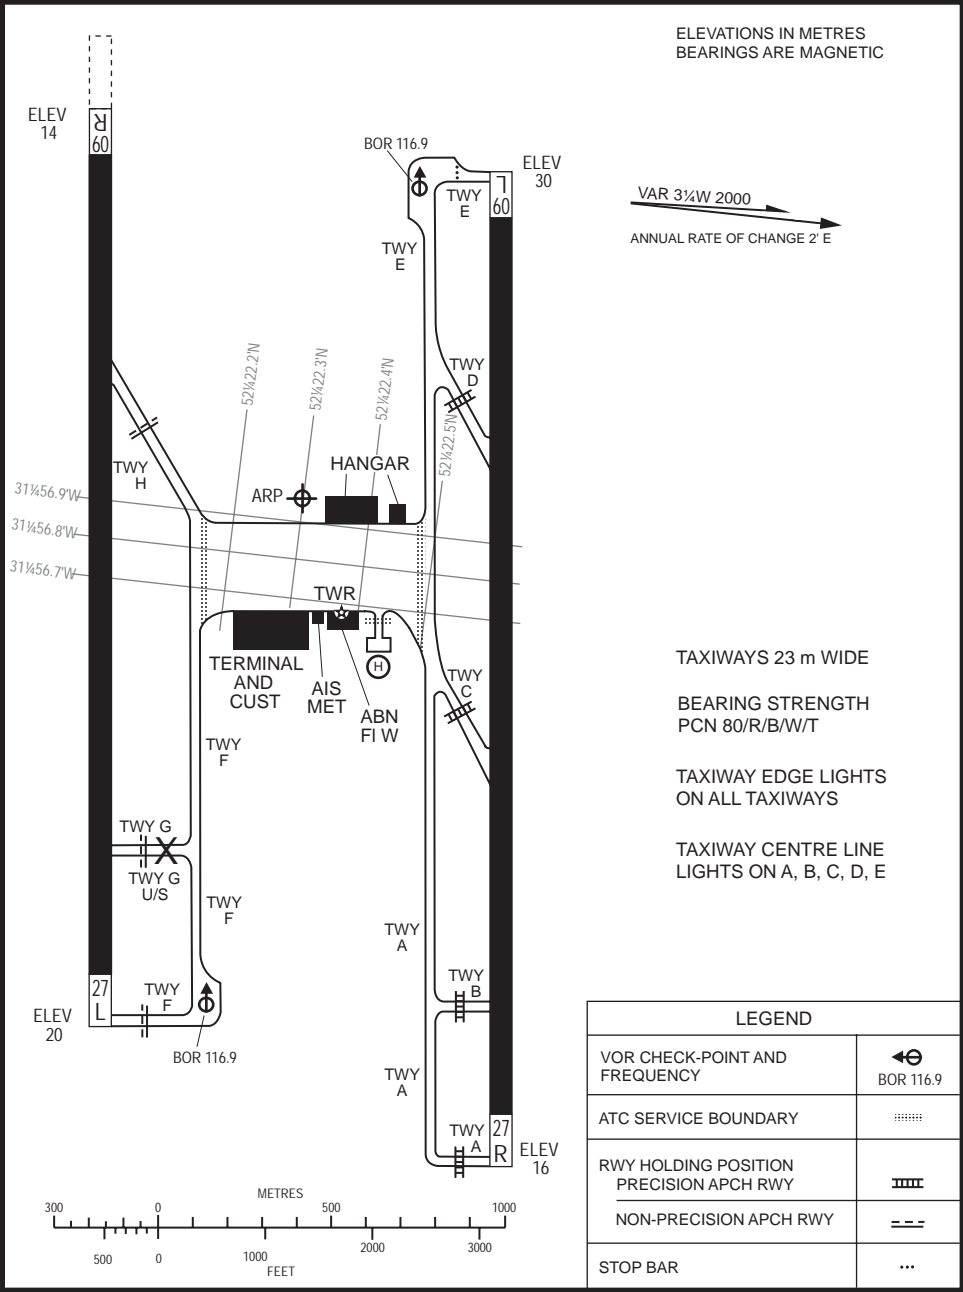 ELEVATIONS IN METRES
BEARINGS ARE MAGNETIC
ELEV
14
09
R
BOR 116.9
ELEV
30
L
09
TWY
E
TWY
E
VAR 3¼W 2000
ANNUAL RATE OF CHANGE 2' E
TWY
D
52¼22.2'N
52¼22.3'N
52¼22.4'N
52¼22.5'N
TWY
H
HANGAR
ARP
31¼56.9'W
31¼56.8'W
31¼56.7'W
TWR
H
TERMINAL
AND
CUST
AIS
MET
ABN
Fl W
TWY
C
TAXIWAYS 23 m WIDE
BEARING STRENGTH
PCN 80/R/B/W/T
TWY
F
TAXIWAY EDGE LIGHTS
ON ALL TAXIWAYS
TWY G
X
TWY G
U/S
TAXIWAY CENTRE LINE
LIGHTS ON A, B, C, D, E
TWY
F
TWY
A
27
L
TWY
F
TWY
B
ELEV
20
BOR 116.9
TWY
A
27
R
TWY
A
ELEV
16
LEGEND
VOR CHECK-POINT AND
FREQUENCY
BOR 116.9
ATC SERVICE BOUNDARY
RWY HOLDING POSITION
PRECISION APCH RWY
NON-PRECISION APCH RWY
STOP BAR
METRES
300 0 500 1000
500 0 1000 2000 3000
FEET